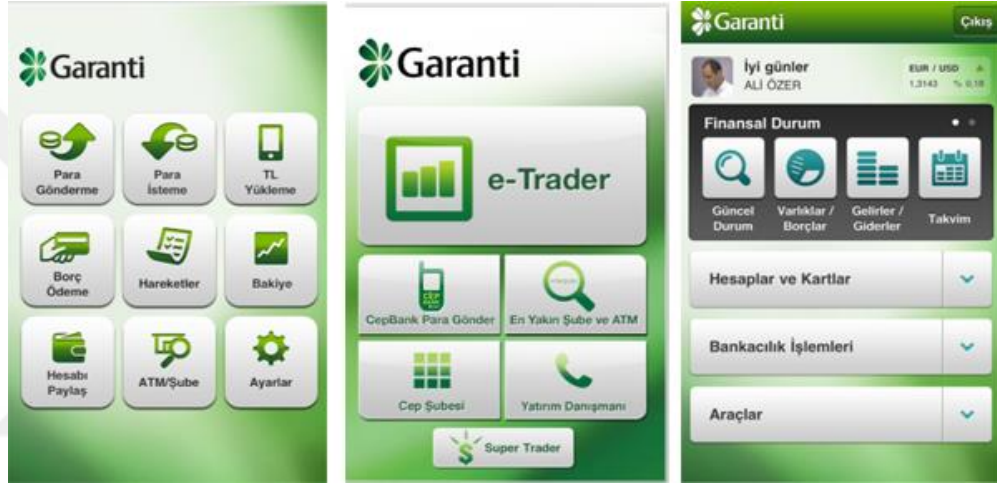 Garanti
Para
Gönderme
Para
İsteme
TL
Yükleme
Borç
Ödeme
Hareketler
Bakiye
Hesabı
Paylaş
ATM/Şube
Ayarlar
Garanti
e-Trader
CepBank Para Gönder
En Yakın Şube ve ATM
Cep Şubesi
Yatırım Danışmanı
Super Trader
Garanti
Çıkış
İyi günler
ALİ ÖZER
EUR / USD
1,3143 % 0,18
Finansal Durum
Güncel
Durum
Varlıklar /
Borçlar
Gelirler /
Giderler
Takvim
Hesaplar ve Kartlar
Bankacılık İşlemleri
Araçlar